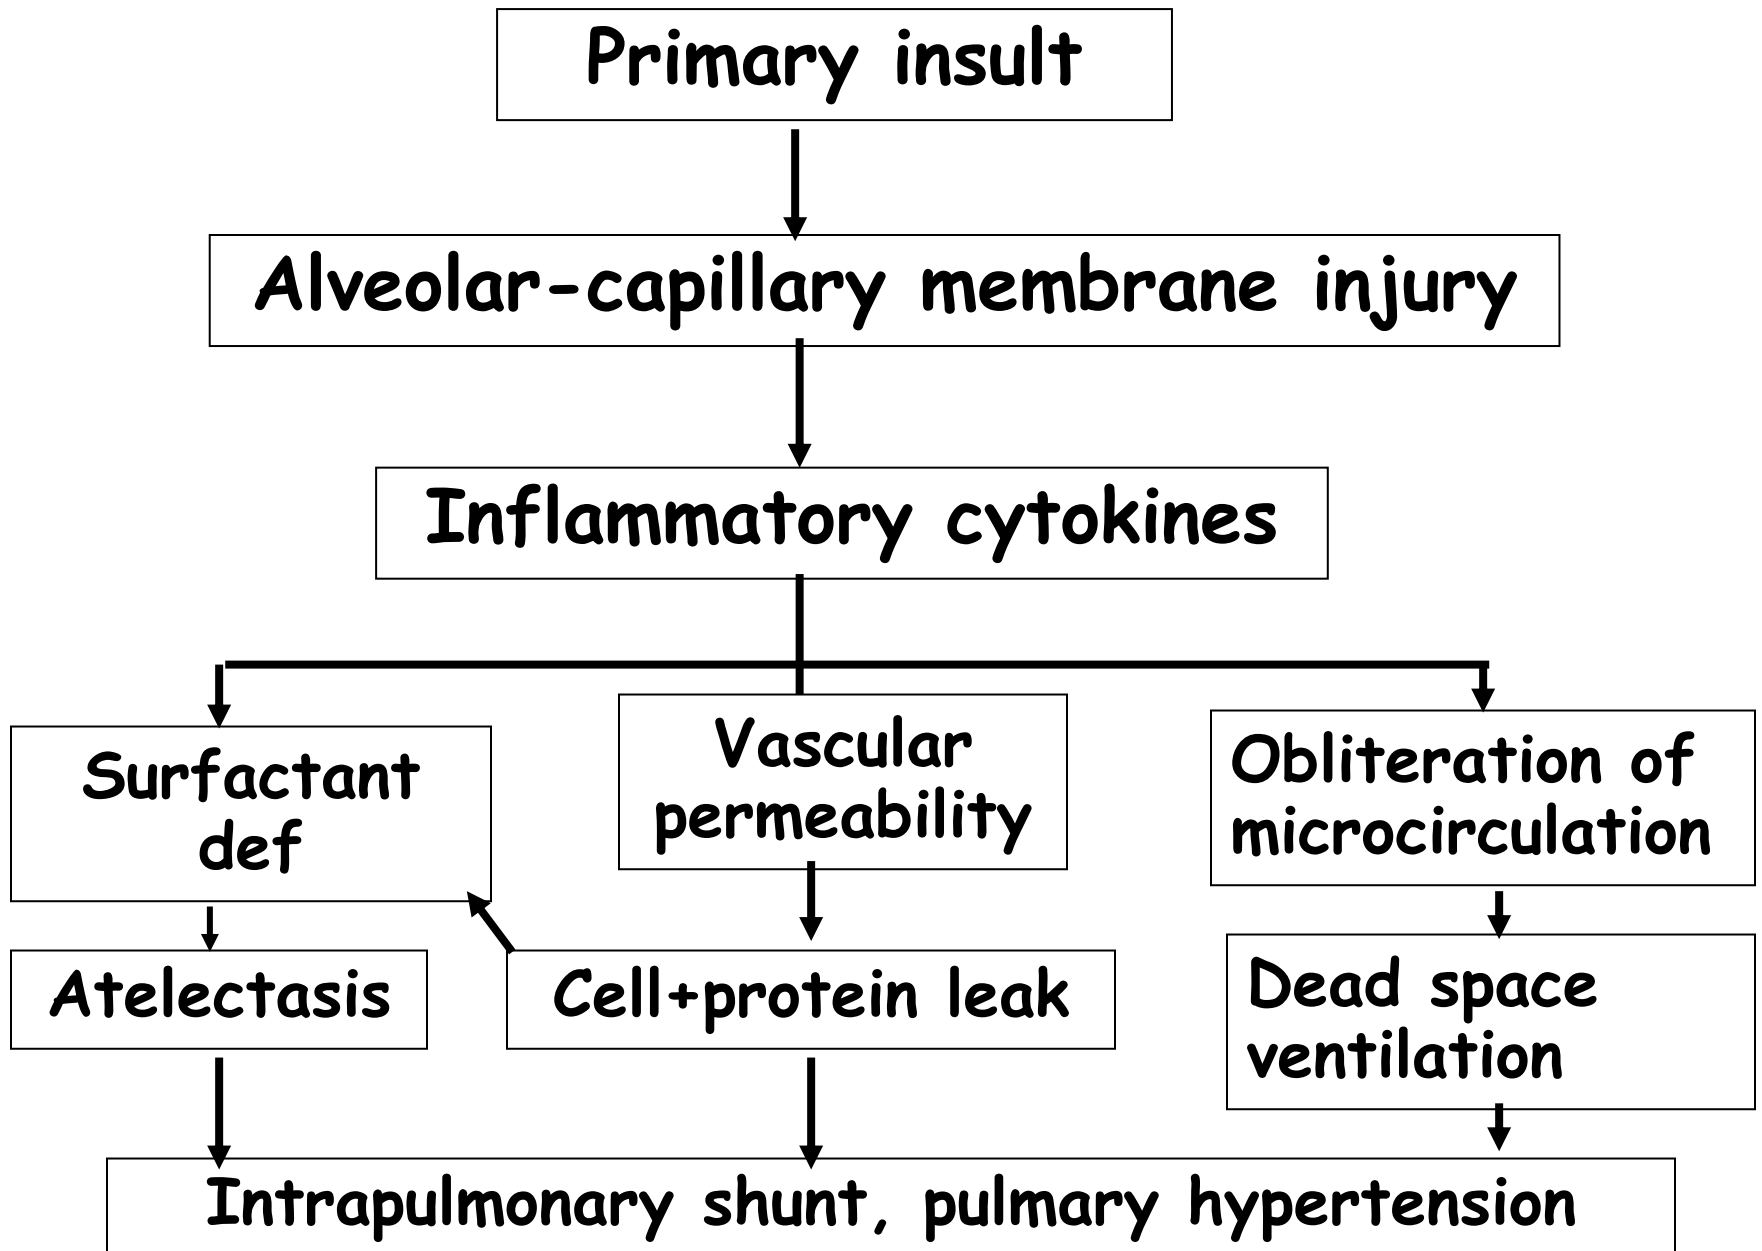 Primary insult
Alveolar-capillary membrane injury
Inflammatory cytokines
Surfactant
def
Vascular
permeability
Obliteration of
microcirculation
Atelectasis
Cell+protein leak
Dead space
ventilation
Intrapulmonary shunt, pulmary hypertension